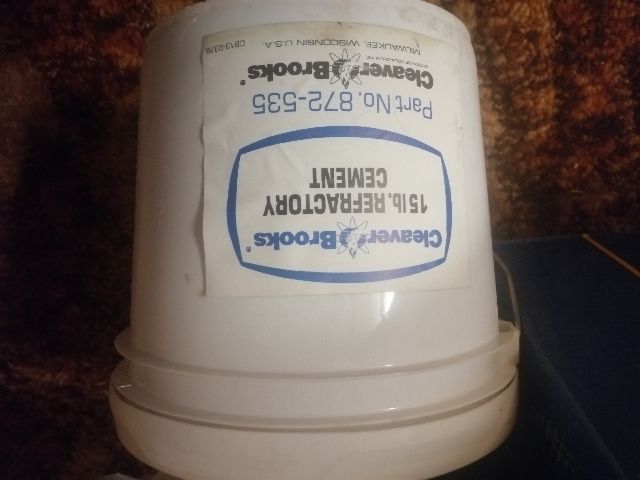 Cleaver Brooks®
15 lb. REFRACTORY
CEMENT
Part No. 872-535
Cleaver Brooks®
MILWAUKEE, WISCONSIN U.S.A.